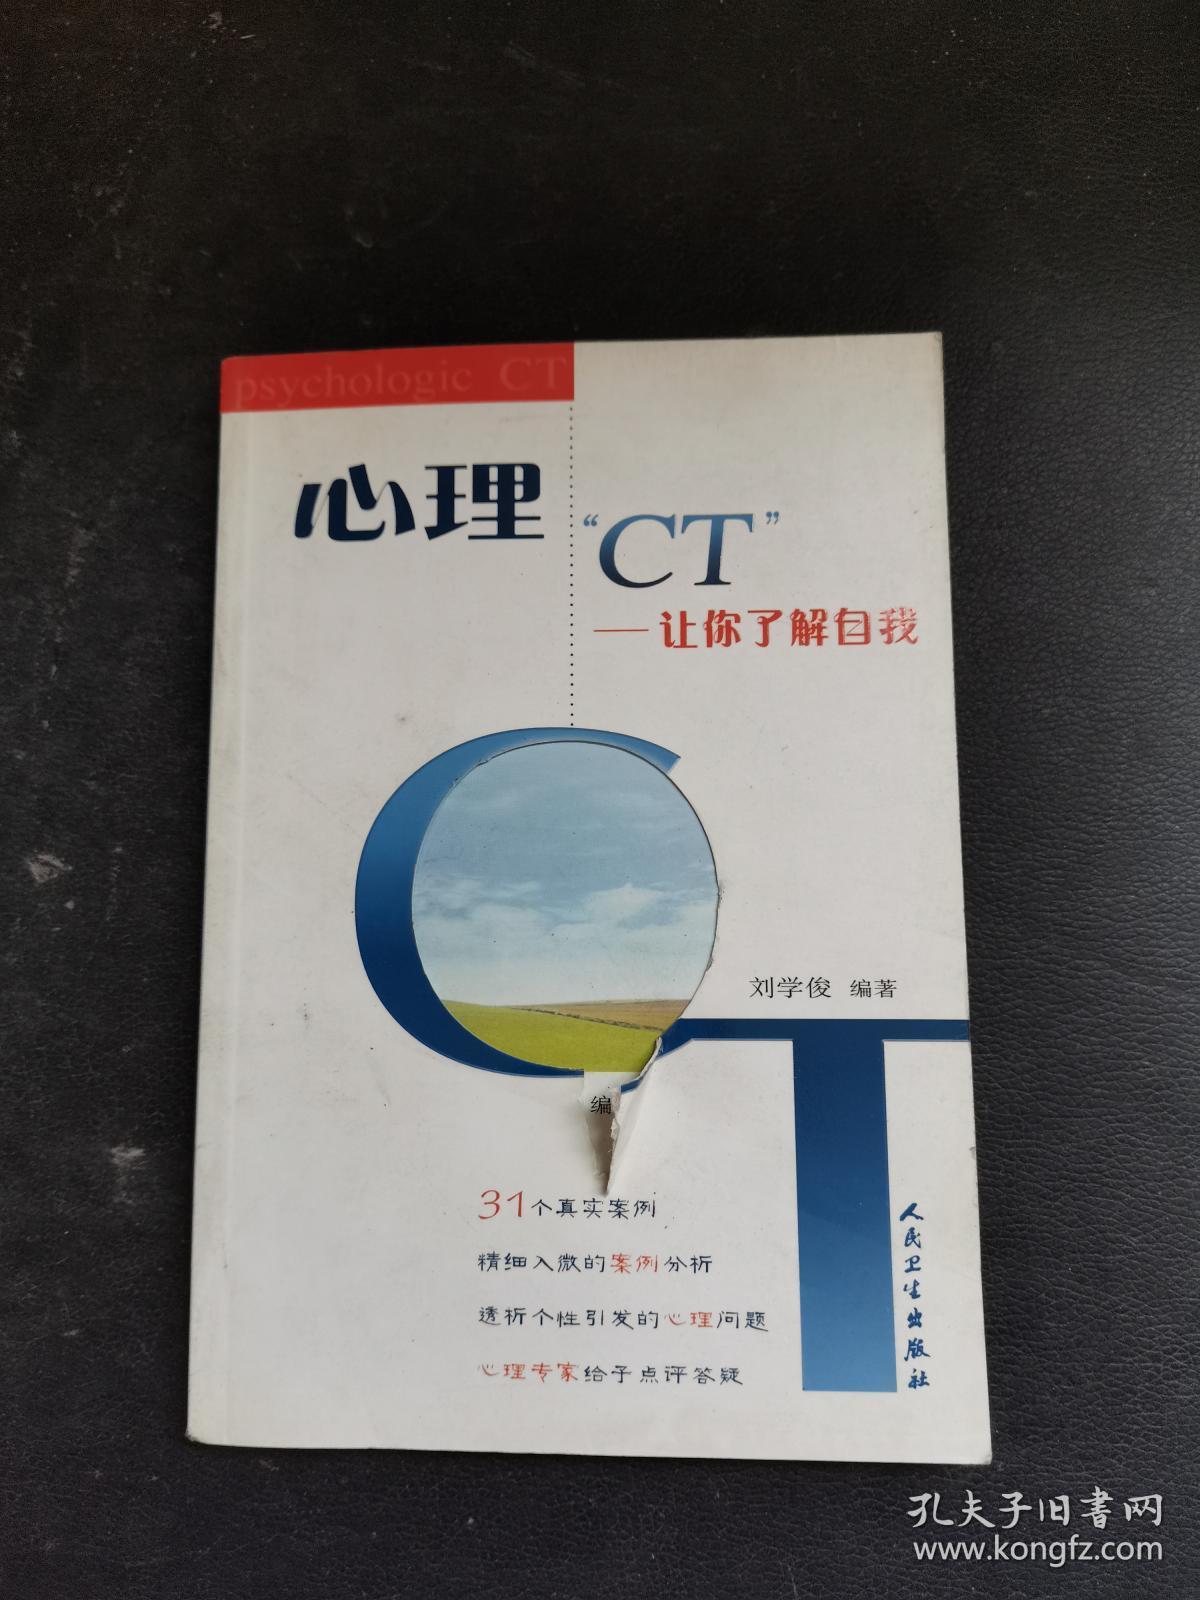 psychologic CT
心理
“CT”
—让你了解自我
刘学俊 编著
编
31个真实案例
精细入微的案例分析
透析个性引发的心理问题
心理专家给予点评答疑
人民卫生出版社
孔夫子旧书网
www.kongfz.com